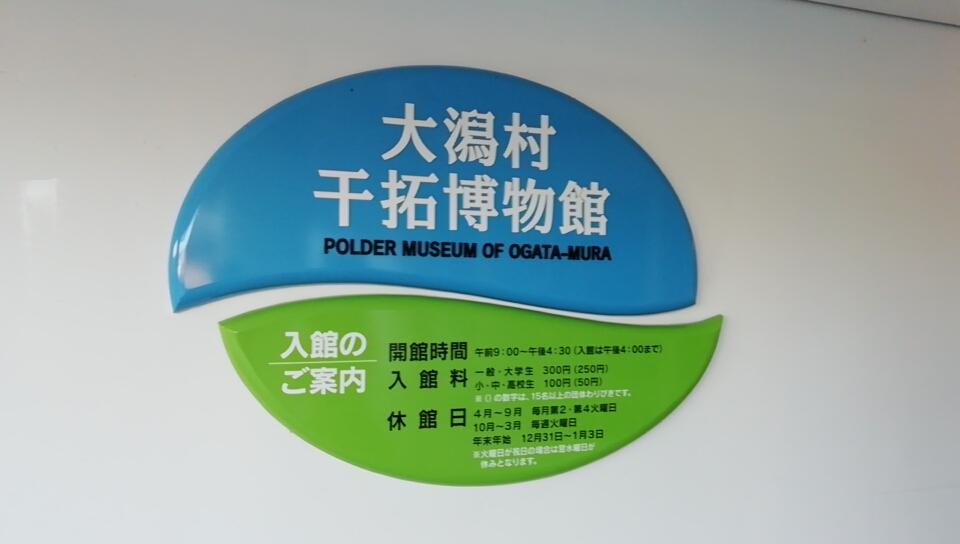 大潟村
干拓博物館
POLDER MUSEUM OF OGATA-MURA
入館の
ご案内
開館時間 午前9:00～午後4:30(入館は午後4:00まで)
入館料 一般・大学生 300円(250円)
小・中・高校生 100円(50円)
※()の数字は、15名以上の団体わりびきです。
休館日 4月～9月 毎月第2・第4火曜日
10月～3月 毎週火曜日
年末年始 12月31日～1月3日
※火曜日が祝日の場合は翌水曜日が
休みとなります。